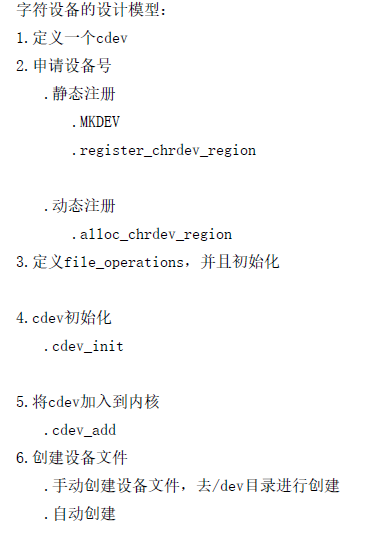 字符设备的设计模型：
1.定义一个cdev
2.申请设备号
.静态注册
.MKDEV
.register_chrdev_region
.动态注册
.alloc_chrdev_region
3.定义file_operations，并且初始化
4.cdev初始化
.cdev_init
5.将cdev加入到内核
.cdev_add
6.创建设备文件
.手动创建设备文件，去/dev目录进行创建
.自动创建